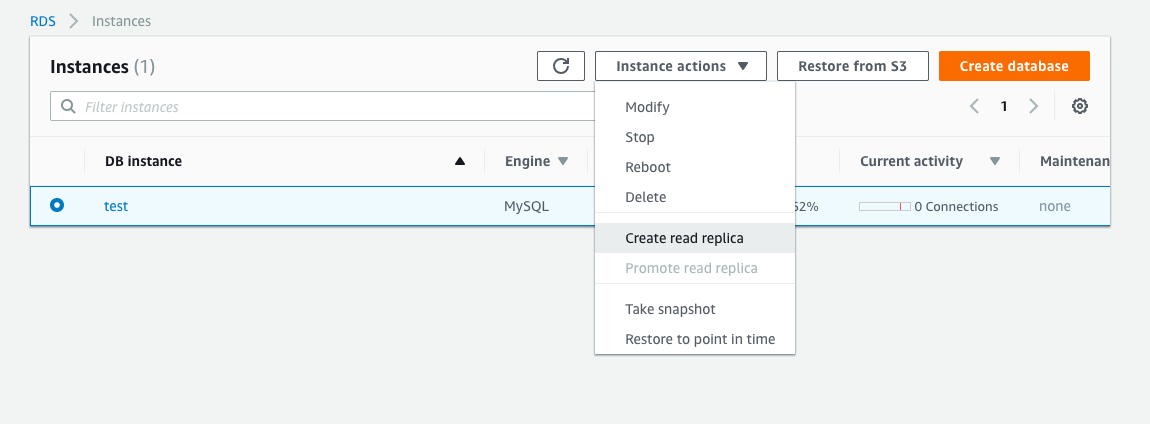 RDS > Instances
Instances (1)
Instance actions
Restore from S3
Create database
Filter instances
1
Modify
Stop
Reboot
Delete
Create read replica
Promote read replica
Take snapshot
Restore to point in time
DB instance
Engine
Current activity
Maintenan
test
MySQL
52%
0 Connections
none